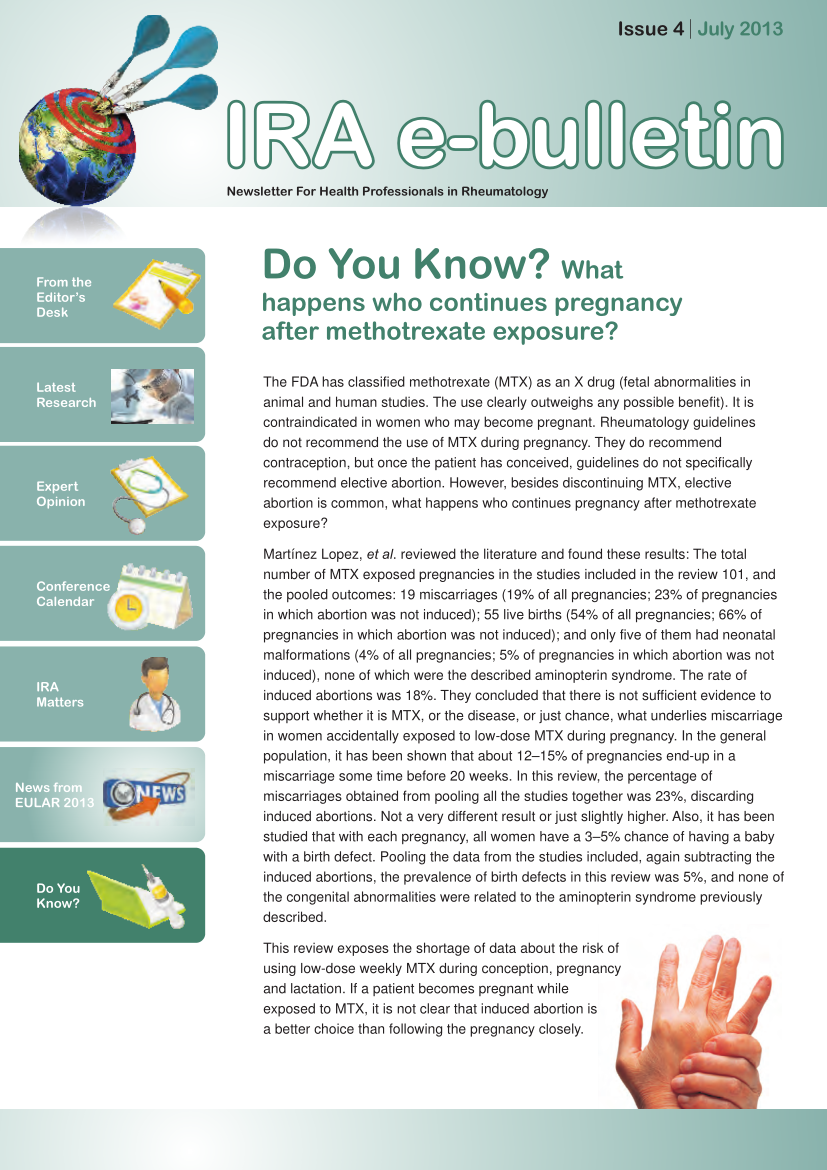 Issue 4 | July 2013
IRA e-bulletin
Newsletter For Health Professionals in Rheumatology
From the
Editor's
Desk
Latest
Research
Expert
Opinion
Conference
Calendar
IRA
Matters
News from
EULAR 2013
NEWS
Do You
Know?
Do You Know? What
happens who continues pregnancy
after methotrexate exposure?
The FDA has classified methotrexate (MTX) as an X drug (fetal abnormalities in
animal and human studies. The use clearly outweighs any possible benefit). It is
contraindicated in women who may become pregnant. Rheumatology guidelines
do not recommend the use of MTX during pregnancy. They do recommend
contraception, but once the patient has conceived, guidelines do not specifically
recommend elective abortion. However, besides discontinuing MTX, elective
abortion is common, what happens who continues pregnancy after methotrexate
exposure?
Martínez Lopez, et al. reviewed the literature and found these results: The total
number of MTX exposed pregnancies in the studies included in the review 101, and
the pooled outcomes: 19 miscarriages (19% of all pregnancies; 23% of pregnancies
in which abortion was not induced); 55 live births (54% of all pregnancies; 66% of
pregnancies in which abortion was not induced); and only five of them had neonatal
malformations (4% of all pregnancies; 5% of pregnancies in which abortion was not
induced), none of which were the described aminopterin syndrome. The rate of
induced abortions was 18%. They concluded that there is not sufficient evidence to
support whether it is MTX, or the disease, or just chance, what underlies miscarriage
in women accidentally exposed to low-dose MTX during pregnancy. In the general
population, it has been shown that about 12–15% of pregnancies end-up in a
miscarriage some time before 20 weeks. In this review, the percentage of
miscarriages obtained from pooling all the studies together was 23%, discarding
induced abortions. Not a very different result or just slightly higher. Also, it has been
studied that with each pregnancy, all women have a 3–5% chance of having a baby
with a birth defect. Pooling the data from the studies included, again subtracting the
induced abortions, the prevalence of birth defects in this review was 5%, and none of
the congenital abnormalities were related to the aminopterin syndrome previously
described.
This review exposes the shortage of data about the risk of
using low-dose weekly MTX during conception, pregnancy
and lactation. If a patient becomes pregnant while
exposed to MTX, it is not clear that induced abortion is
a better choice than following the pregnancy closely.